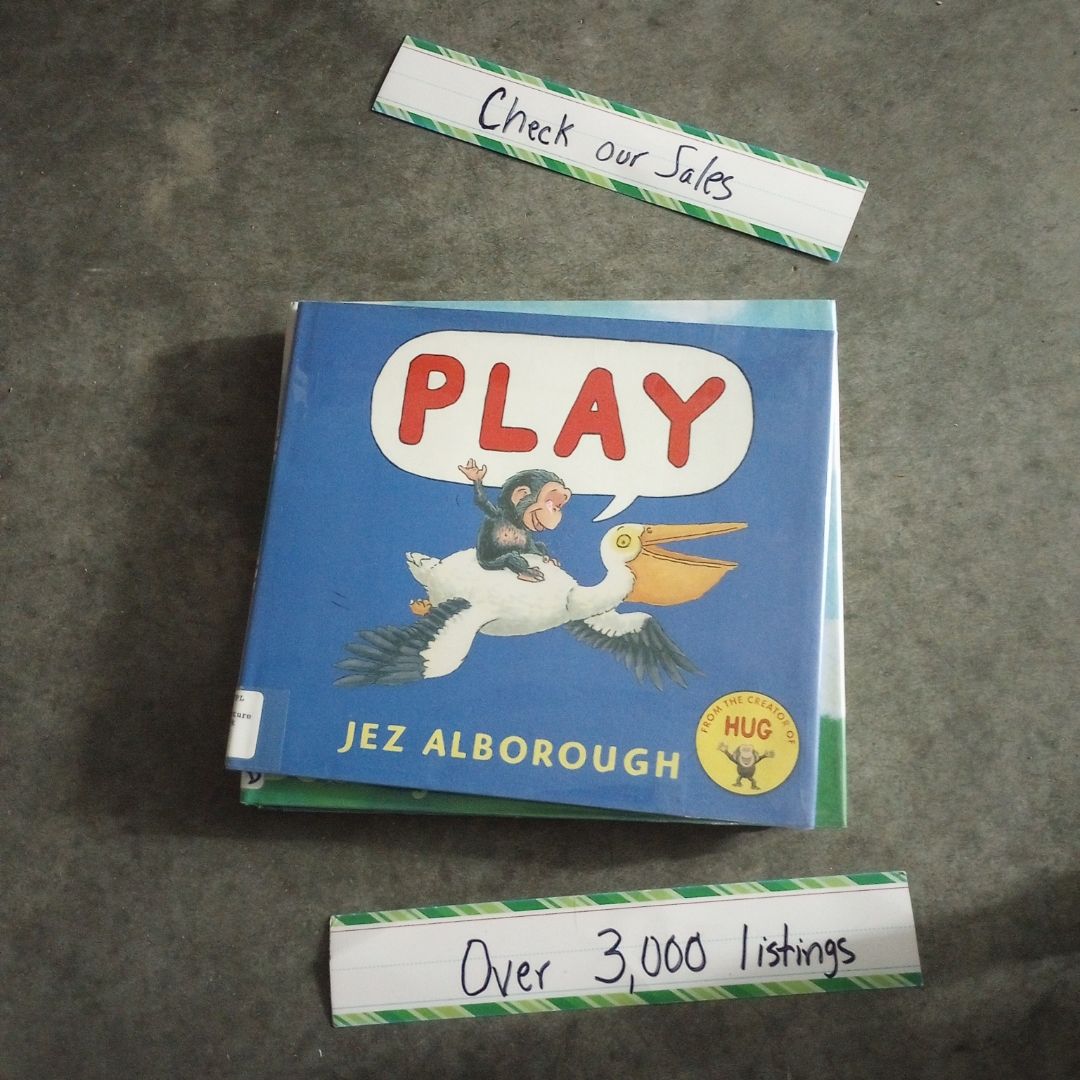 Check our Sales
PLAY
JEZ ALBOROUGH
FROM THE CREATOR OF
HUG
Over 3,000 listings